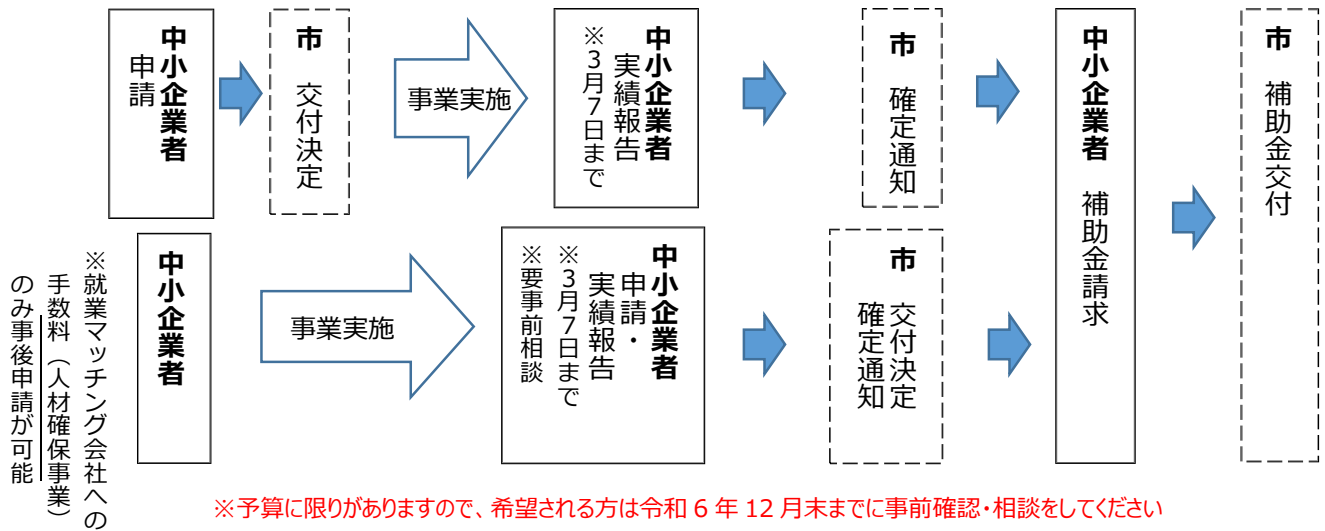 中小企業者
申請
市　交付決定
事業実施
中小企業者
実績報告
※３月７日まで
市　確定通知
中小企業者　補助金請求
市　補助金交付
※就業マッチング会社への
手数料（人材確保事業）
のみ事後申請が可能
中小企業者
事業実施
中小企業者
申請・
実績報告
※３月７日まで
※要事前相談
市　交付決定
確定通知
※予算に限りがありますので、希望される方は令和 6 年 12 月末までに事前確認・相談をしてください